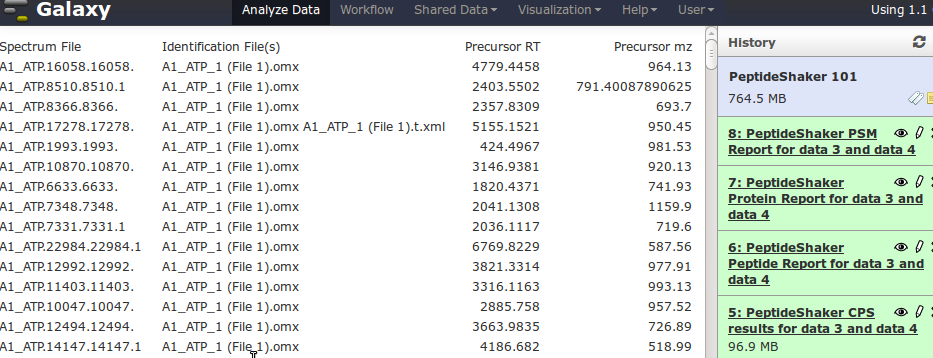 Galaxy Analyze Data Workflow Shared Data Visualization Help User Using 1.1
Spectrum File Identification File(s) Precursor RT Precursor mz
A1_ATP.16058.16058. A1_ATP_1 (File 1).omx 4779.4458 964.13
A1_ATP.8510.8510.1 A1_ATP_1 (File 1).omx 2403.5502 791.40087890625
A1_ATP.8366.8366. A1_ATP_1 (File 1).omx 2357.8309 693.7
A1_ATP.17278.17278. A1_ATP_1 (File 1).omx A1_ATP_1 (File 1).t.xml 5155.1521 950.45
A1_ATP.1993.1993. A1_ATP_1 (File 1).omx 424.4967 981.53
A1_ATP.10870.10870. A1_ATP_1 (File 1).omx 3146.9381 920.13
A1_ATP.6633.6633. A1_ATP_1 (File 1).omx 1820.4371 741.93
A1_ATP.7348.7348. A1_ATP_1 (File 1).omx 2041.1308 1159.9
A1_ATP.7331.7331.1 A1_ATP_1 (File 1).omx 2036.1117 719.6
A1_ATP.22984.22984.1 A1_ATP_1 (File 1).omx 6769.8229 587.56
A1_ATP.12992.12992. A1_ATP_1 (File 1).omx 3821.3314 977.91
A1_ATP.11403.11403. A1_ATP_1 (File 1).omx 3316.1163 993.13
A1_ATP.10047.10047. A1_ATP_1 (File 1).omx 2885.758 957.52
A1_ATP.12494.12494. A1_ATP_1 (File 1).omx 3663.9835 726.89
A1_ATP.14147.14147.1 A1_ATP_1 (File 1).omx 4186.682 518.99
History
PeptideShaker 101
764.5 MB
8: PeptideShaker PSM
Report for data 3 and data 4
7: PeptideShaker
Protein Report for data 3 and
data 4
6: PeptideShaker
Peptide Report for data 3 and
data 4
5: PeptideShaker CPS
results for data 3 and data 4
96.9 MB